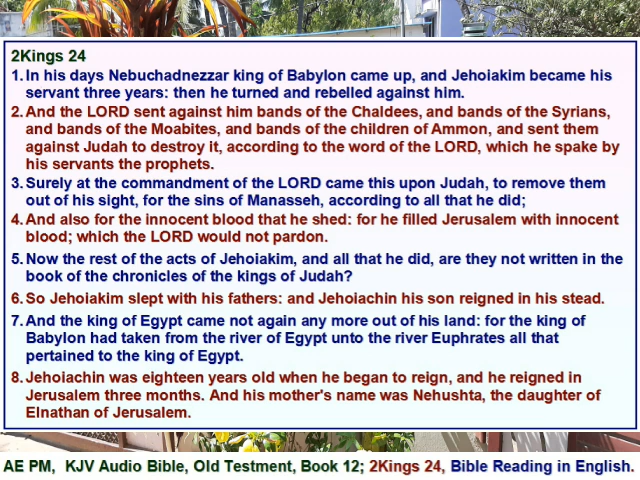 2Kings 24
1. In his days Nebuchadnezzar king of Babylon came up, and Jehoiakim became his
servant three years: then he turned and rebelled against him.
2. And the LORD sent against him bands of the Chaldees, and bands of the Syrians,
and bands of the Moabites, and bands of the children of Ammon, and sent them
against Judah to destroy it, according to the word of the LORD, which he spake by
his servants the prophets.
3. Surely at the commandment of the LORD came this upon Judah, to remove them
out of his sight, for the sins of Manasseh, according to all that he did;
4. And also for the innocent blood that he shed: for he filled Jerusalem with innocent
blood; which the LORD would not pardon.
5. Now the rest of the acts of Jehoiakim, and all that he did, are they not written in the
book of the chronicles of the kings of Judah?
6. So Jehoiakim slept with his fathers: and Jehoiachin his son reigned in his stead.
7. And the king of Egypt came not again any more out of his land: for the king of
Babylon had taken from the river of Egypt unto the river Euphrates all that
pertained to the king of Egypt.
8. Jehoiachin was eighteen years old when he began to reign, and he reigned in
Jerusalem three months. And his mother's name was Nehushta, the daughter of
Elnathan of Jerusalem.
AE PM, KJV Audio Bible, Old Testment, Book 12; 2Kings 24, Bible Reading in English.